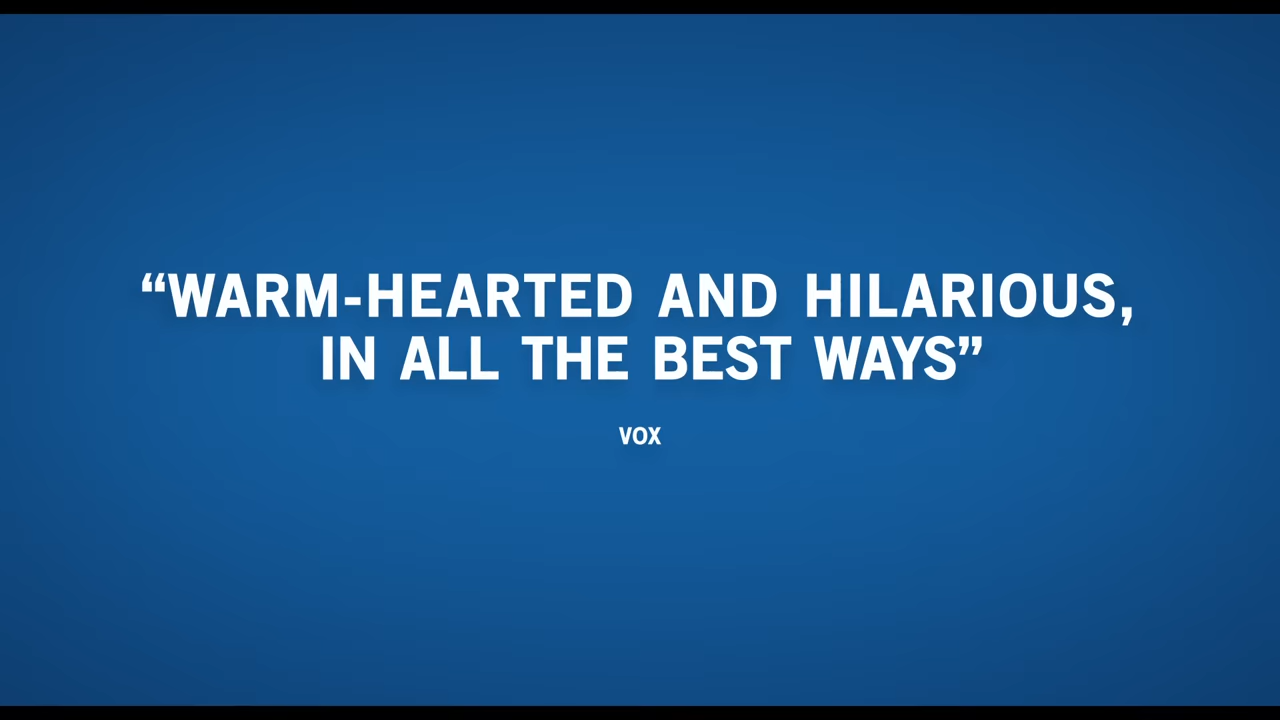 “WARM-HEARTED AND HILARIOUS,
IN ALL THE BEST WAYS”
VOX